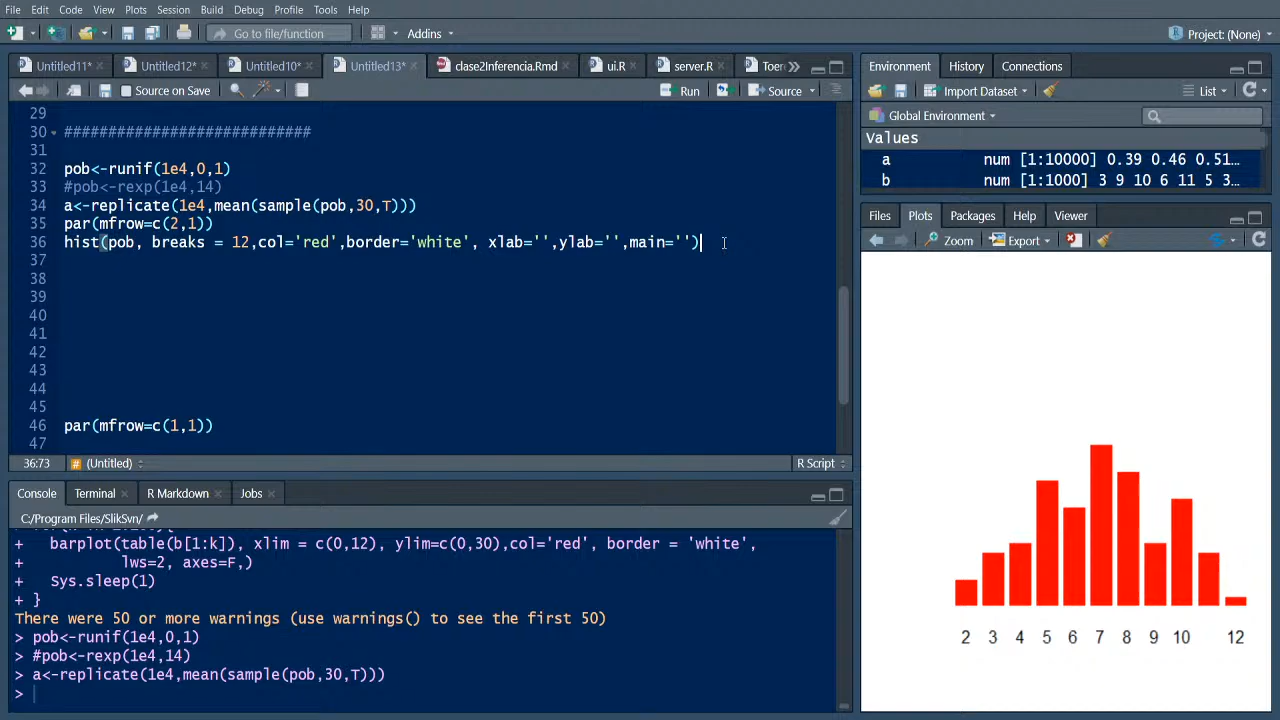 File Edit Code View Plots Session Build Debug Profile Tools Help
Go to file/function Addins Project: (None)
Untitled11* Untitled12* Untitled10* Untitled13* clase2Inferencia.Rmd ui.R server.R Toer
Source on Save Run Source
29
30 ############################
31
32 pob<-runif(1e4,0,1)
33 #pob<-rexp(1e4,14)
34 a<-replicate(1e4,mean(sample(pob,30,T)))
35 par(mfrow=c(2,1))
36 hist(pob, breaks = 12,col='red',border='white', xlab='',ylab='',main='')
37
38
39
40
41
42
43
44
45
46 par(mfrow=c(1,1))
47
36:73 # (Untitled) R Script
Console Terminal R Markdown Jobs
C:/Program Files/SlikSvn/
+ barplot(table(b[1:k]), xlim = c(0,12), ylim=c(0,30),col='red', border = 'white',
+ lws=2, axes=F,)
+ Sys.sleep(1)
+ }
There were 50 or more warnings (use warnings() to see the first 50)
> pob<-runif(1e4,0,1)
> #pob<-rexp(1e4,14)
> a<-replicate(1e4,mean(sample(pob,30,T)))
>
Environment History Connections
Import Dataset List
Global Environment
Values
a num [1:10000] 0.39 0.46 0.51…
b num [1:1000] 3 9 10 6 11 5 3…
Files Plots Packages Help Viewer
Zoom Export
2 3 4 5 6 7 8 9 10 12